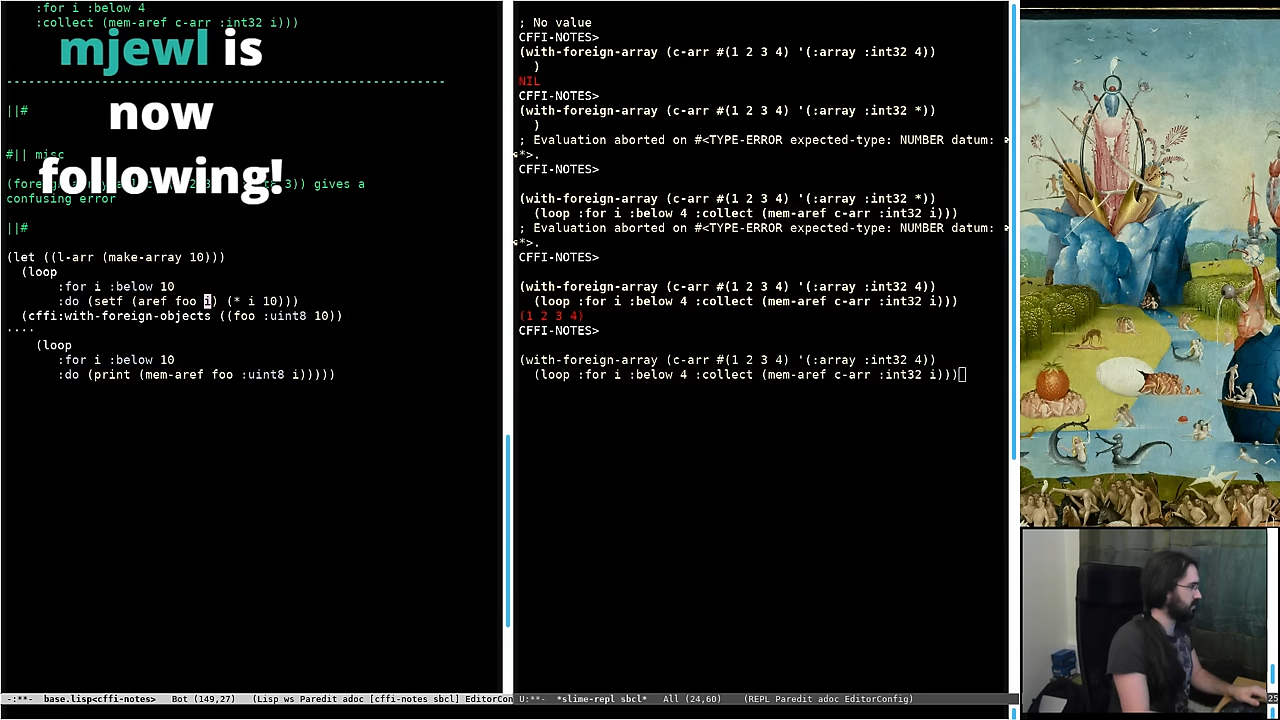 :for i :below 4
:collect (mem-aref c-arr :int32 i)))
mjewl is
now
following!
------------------------------------------------------------
||#
#|| misc
3)) gives a
confusing error
||#
(let ((l-arr (make-array 10)))
(loop
:for i :below 10
:do (setf (aref foo i) (* i 10)))
(cffi:with-foreign-objects ((foo :uint8 10))
....
(loop
:for i :below 10
:do (print (mem-aref foo :uint8 i)))))
-:**- base.lisp<cffi-notes> Bot (149,27) (Lisp ws Paredit adoc [cffi-notes sbcl] EditorCon
; No value
CFFI-NOTES>
(with-foreign-array (c-arr #(1 2 3 4) '(:array :int32 4))
)
NIL
CFFI-NOTES>
(with-foreign-array (c-arr #(1 2 3 4) '(:array :int32 *))
)
; Evaluation aborted on #<TYPE-ERROR expected-type: NUMBER datum:
*>.
CFFI-NOTES>
(with-foreign-array (c-arr #(1 2 3 4) '(:array :int32 *))
(loop :for i :below 4 :collect (mem-aref c-arr :int32 i)))
; Evaluation aborted on #<TYPE-ERROR expected-type: NUMBER datum:
*>.
CFFI-NOTES>
(with-foreign-array (c-arr #(1 2 3 4) '(:array :int32 4))
(loop :for i :below 4 :collect (mem-aref c-arr :int32 i)))
(1 2 3 4)
CFFI-NOTES>
(with-foreign-array (c-arr #(1 2 3 4) '(:array :int32 4))
(loop :for i :below 4 :collect (mem-aref c-arr :int32 i)))
U:**- *slime-repl sbcl* All (24,60) (REPL Paredit adoc EditorConfig)
25